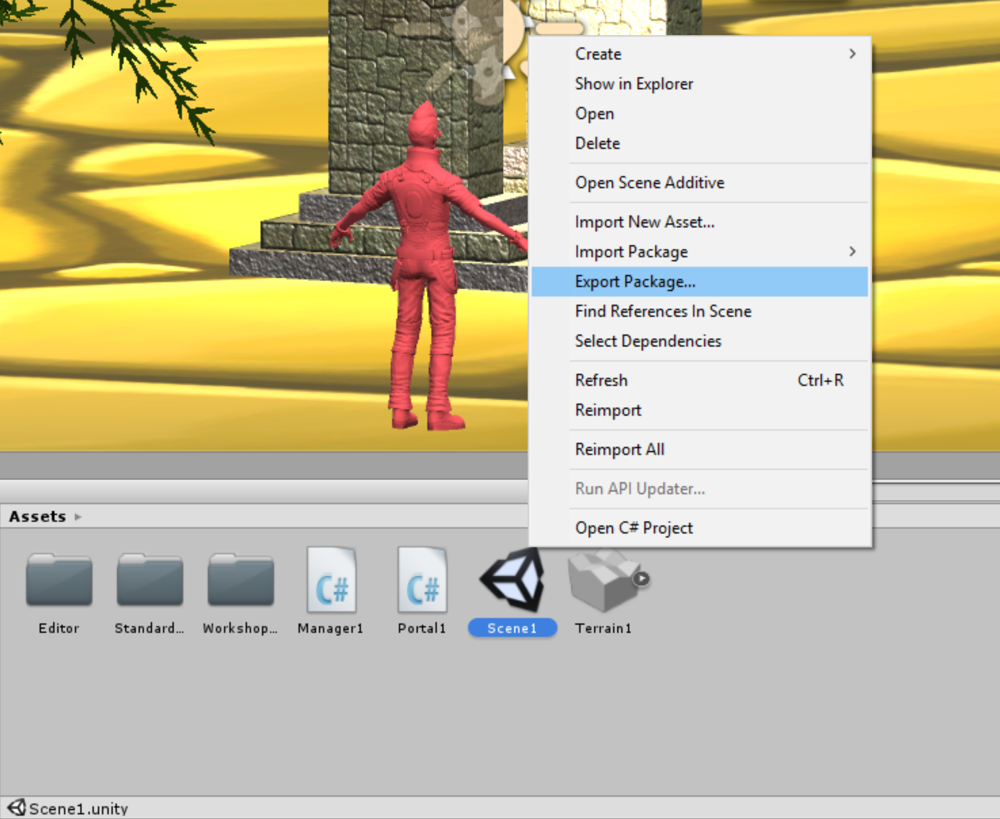 Create
Show in Explorer
Open
Delete
Open Scene Additive
Import New Asset...
Import Package
Export Package...
Find References In Scene
Select Dependencies
Refresh Ctrl+R
Reimport
Reimport All
Run API Updater...
Open C# Project
Assets
C# C#
Editor Standard... Workshop... Manager1 Portal1 Scene1 Terrain1
Scene1.unity